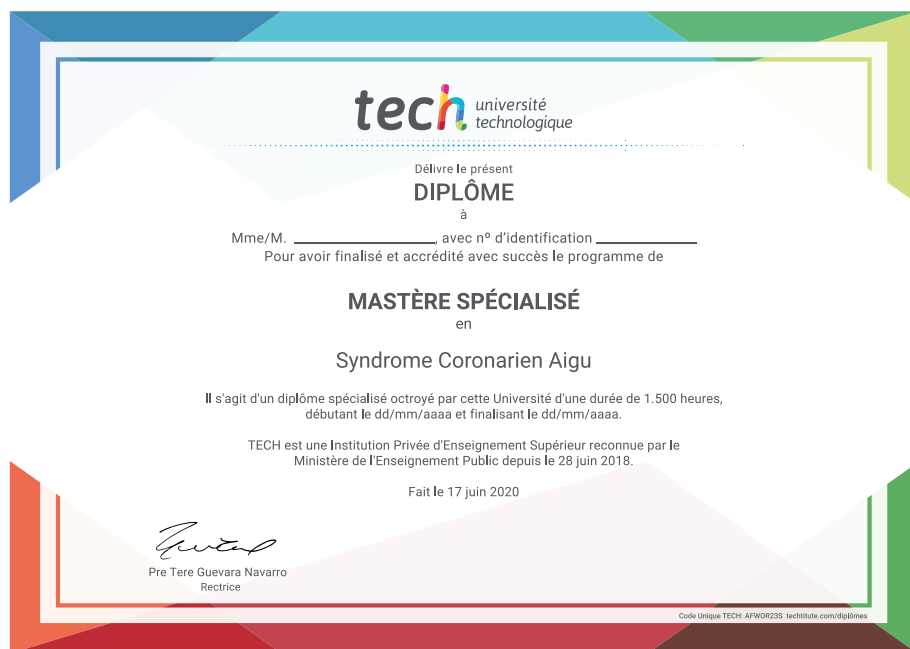 tech université
technologique
Délivre le présent
DIPLÔME
à
Mme/M. ____________, avec nº d'identification ____________
Pour avoir finalisé et accrédité avec succès le programme de
MASTÈRE SPÉCIALISÉ
en
Syndrome Coronarien Aigu
Il s'agit d'un diplôme spécialisé octroyé par cette Université d'une durée de 1.500 heures,
débutant le dd/mm/aaaa et finalisant le dd/mm/aaaa.
TECH est une Institution Privée d'Enseignement Supérieur reconnue par le
Ministère de l'Enseignement Public depuis le 28 juin 2018.
Fait le 17 juin 2020
Pre Tere Guevara Navarro
Rectrice
Code Unique TECH: AFWOR23S techtitute.com/diplômes